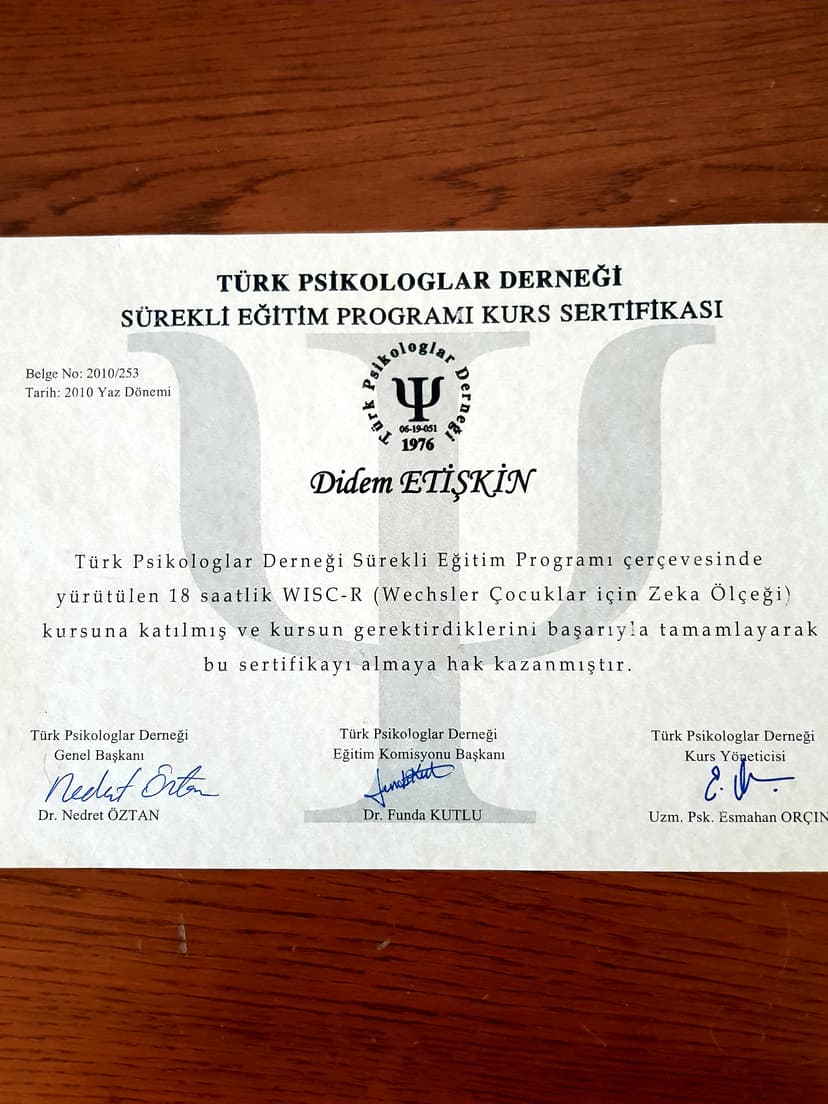 TÜRK PSİKOLOGLAR DERNEĞİ
SÜREKLİ EĞİTİM PROGRAMI KURS SERTİFİKASI
Belge No: 2010/253
Tarih: 2010 Yaz Dönemi
Türk Psikologlar Derneği
06-19-051
1976
Didem ETİŞKİN
Türk Psikologlar Derneği Sürekli Eğitim Programı çerçevesinde
yürütülen 18 saatlik WISC-R (Wechsler Çocuklar için Zeka Ölçeği)
kursuna katılmış ve kursun gerektirdiklerini başarıyla tamamlayarak
bu sertifikayı almaya hak kazanmıştır.
Türk Psikologlar Derneği
Genel Başkanı
Nedret Öztan
Dr. Nedret ÖZTAN
Türk Psikologlar Derneği
Eğitim Komisyonu Başkanı
Dr. Funda KUTLU
Türk Psikologlar Derneği
Kurs Yöneticisi
Uzm. Psk. Esmahan ORÇIN